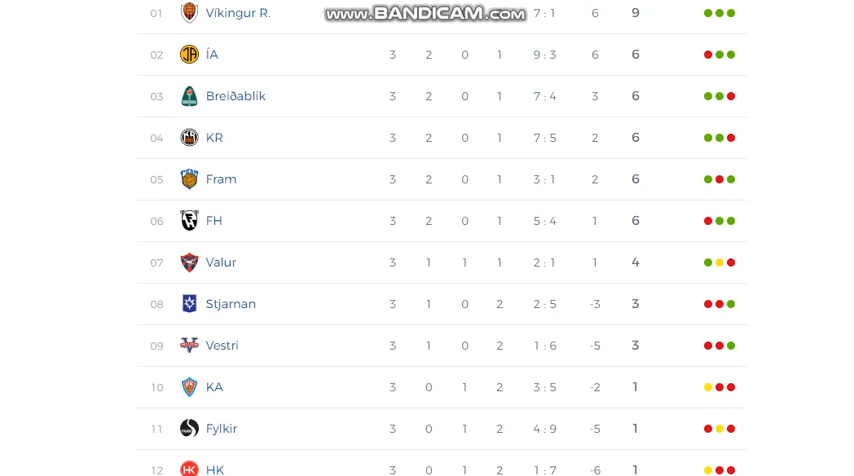 www.BANDICAM.com
01 Víkingur R. 7 : 1 6 9
02 ÍA 3 2 0 1 9 : 3 6 6
03 Breiðablik 3 2 0 1 7 : 4 3 6
04 KR 3 2 0 1 7 : 5 2 6
05 Fram 3 2 0 1 3 : 1 2 6
06 FH 3 2 0 1 5 : 4 1 6
07 Valur 3 1 1 1 2 : 1 1 4
08 Stjarnan 3 1 0 2 2 : 5 -3 3
09 Vestri 3 1 0 2 1 : 6 -5 3
10 KA 3 0 1 2 3 : 5 -2 1
11 Fylkir 3 0 1 2 4 : 9 -5 1
12 HK HK 3 0 1 2 1 : 7 -6 1